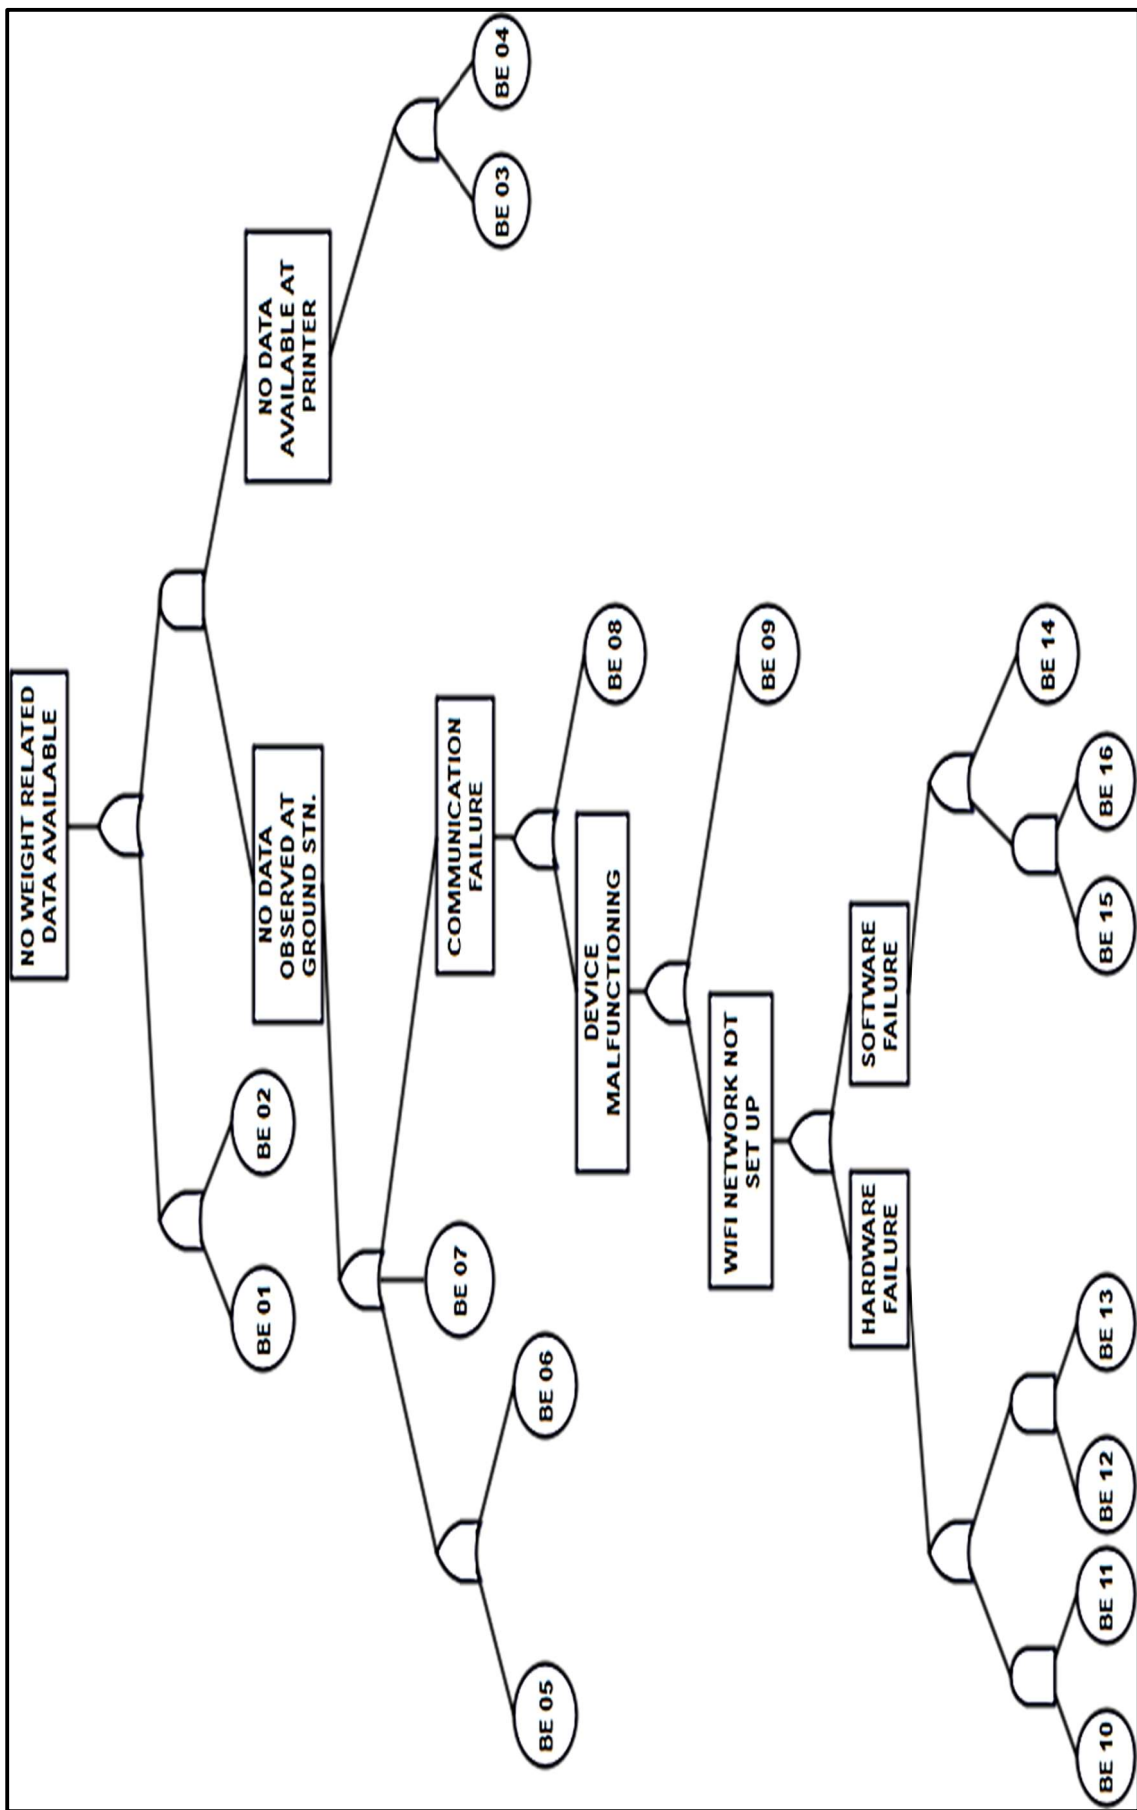 NO WEIGHT RELATED
DATA AVAILABLE
BE 01
BE 02
NO DATA
OBSERVED AT
GROUND STN.
NO DATA
AVAILABLE AT
PRINTER
BE 03
BE 04
BE 05
BE 06
BE 07
COMMUNICATION
FAILURE
DEVICE
MALFUNCTIONING
BE 08
WIFI NETWORK NOT
SET UP
BE 09
HARDWARE
FAILURE
SOFTWARE
FAILURE
BE 10
BE 11
BE 12
BE 13
BE 15
BE 16
BE 14